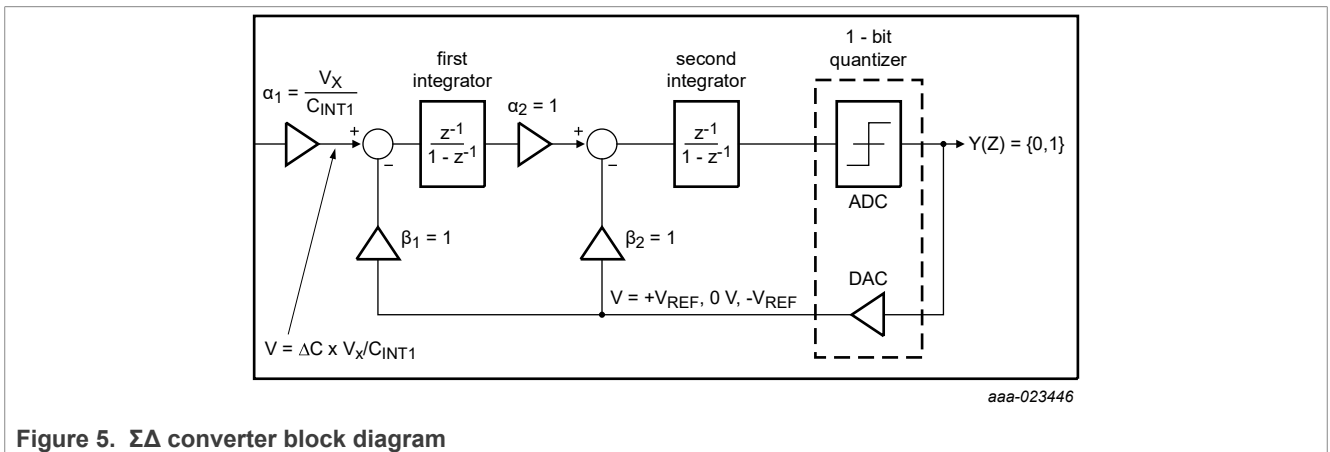 1 - bit
quantizer
first
integrator
second
integrator
α1 = VX
CINT1
α2 = 1
+
−
z-1
1 - z-1
+
−
z-1
1 - z-1
ADC
Y(Z) = {0,1}
β1 = 1
β2 = 1
DAC
V = +VREF, 0 V, -VREF
V = ΔC x Vx/CINT1
aaa-023446
Figure 5. ΣΔ converter block diagram